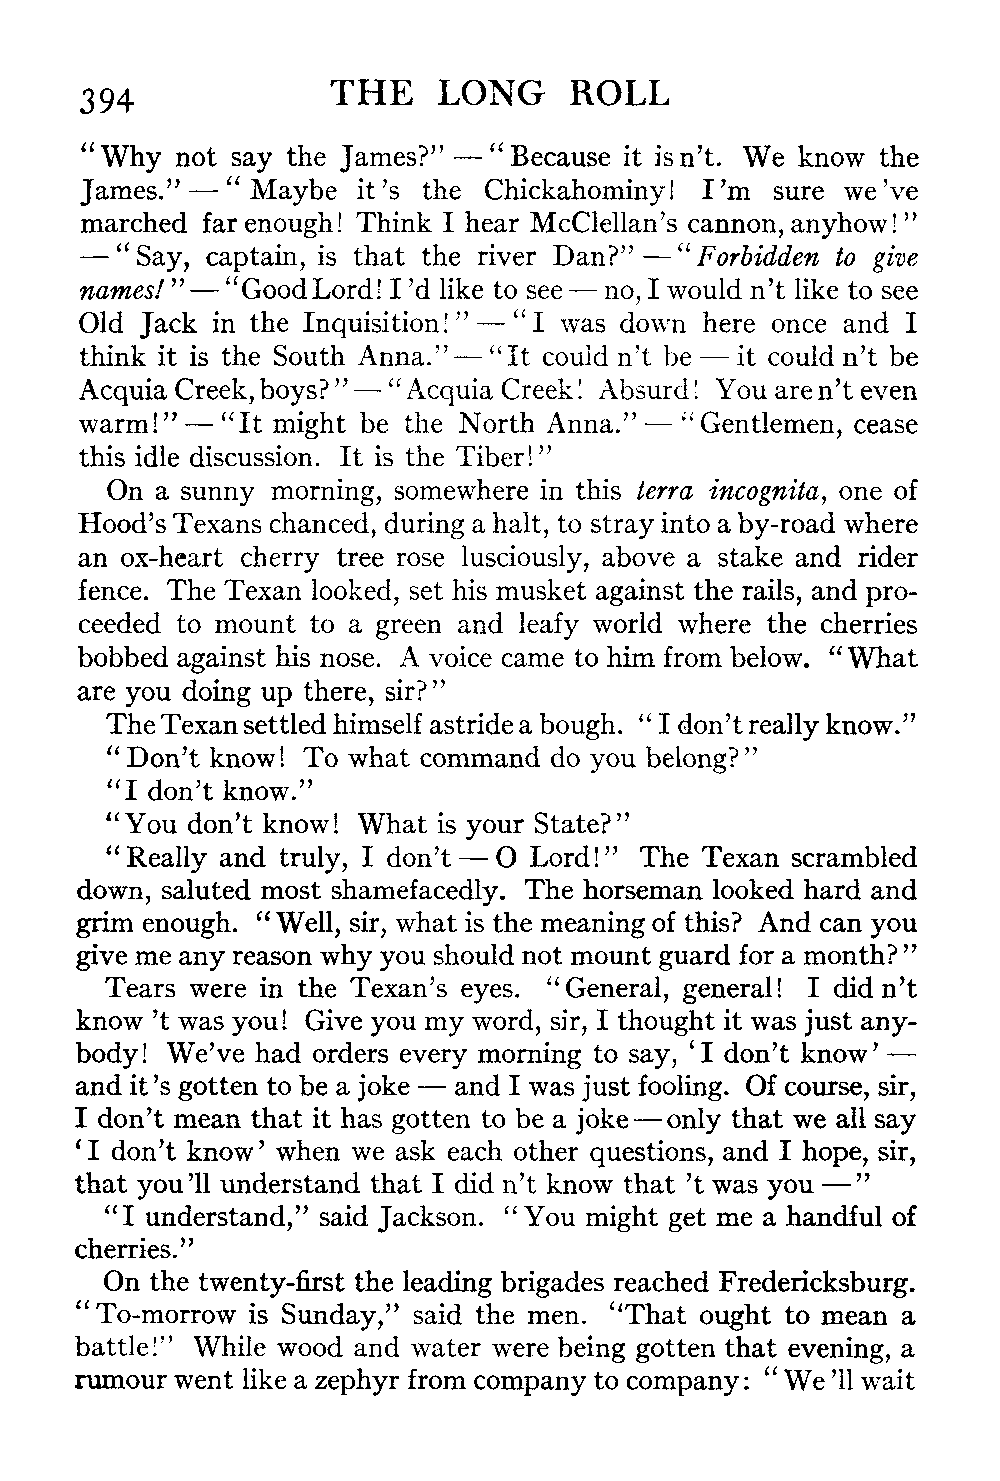 394 THE LONG ROLL
"Why not say the James?" — "Because it isn't. We know the
James." — "Maybe it's the Chickahominy! I'm sure we've
marched far enough! Think I hear McClellan's cannon, anyhow!"
— "Say, captain, is that the river Dan?" — "Forbidden to give
names!" — "Good Lord! I'd like to see — no, I would n't like to see
Old Jack in the Inquisition!" — "I was down here once and I
think it is the South Anna." — "It could n't be — it could n't be
Acquia Creek, boys?" — "Acquia Creek! Absurd! You are n't even
warm!" — "It might be the North Anna." — "Gentlemen, cease
this idle discussion. It is the Tiber!"
On a sunny morning, somewhere in this terra incognita, one of
Hood's Texans chanced, during a halt, to stray into a by-road where
an ox-heart cherry tree rose lusciously, above a stake and rider
fence. The Texan looked, set his musket against the rails, and pro-
ceeded to mount to a green and leafy world where the cherries
bobbed against his nose. A voice came to him from below. "What
are you doing up there, sir?"
The Texan settled himself astride a bough. "I don't really know."
"Don't know! To what command do you belong?"
"I don't know."
"You don't know! What is your State?"
"Really and truly, I don't — O Lord!" The Texan scrambled
down, saluted most shamefacedly. The horseman looked hard and
grim enough. "Well, sir, what is the meaning of this? And can you
give me any reason why you should not mount guard for a month?"
Tears were in the Texan's eyes. "General, general! I did n't
know 't was you! Give you my word, sir, I thought it was just any-
body! We've had orders every morning to say, 'I don't know' —
and it's gotten to be a joke — and I was just fooling. Of course, sir,
I don't mean that it has gotten to be a joke — only that we all say
'I don't know' when we ask each other questions, and I hope, sir,
that you'll understand that I did n't know that 't was you —"
"I understand," said Jackson. "You might get me a handful of
cherries."
On the twenty-first the leading brigades reached Fredericksburg.
"To-morrow is Sunday," said the men. "That ought to mean a
battle!" While wood and water were being gotten that evening, a
rumour went like a zephyr from company to company: "We'll wait